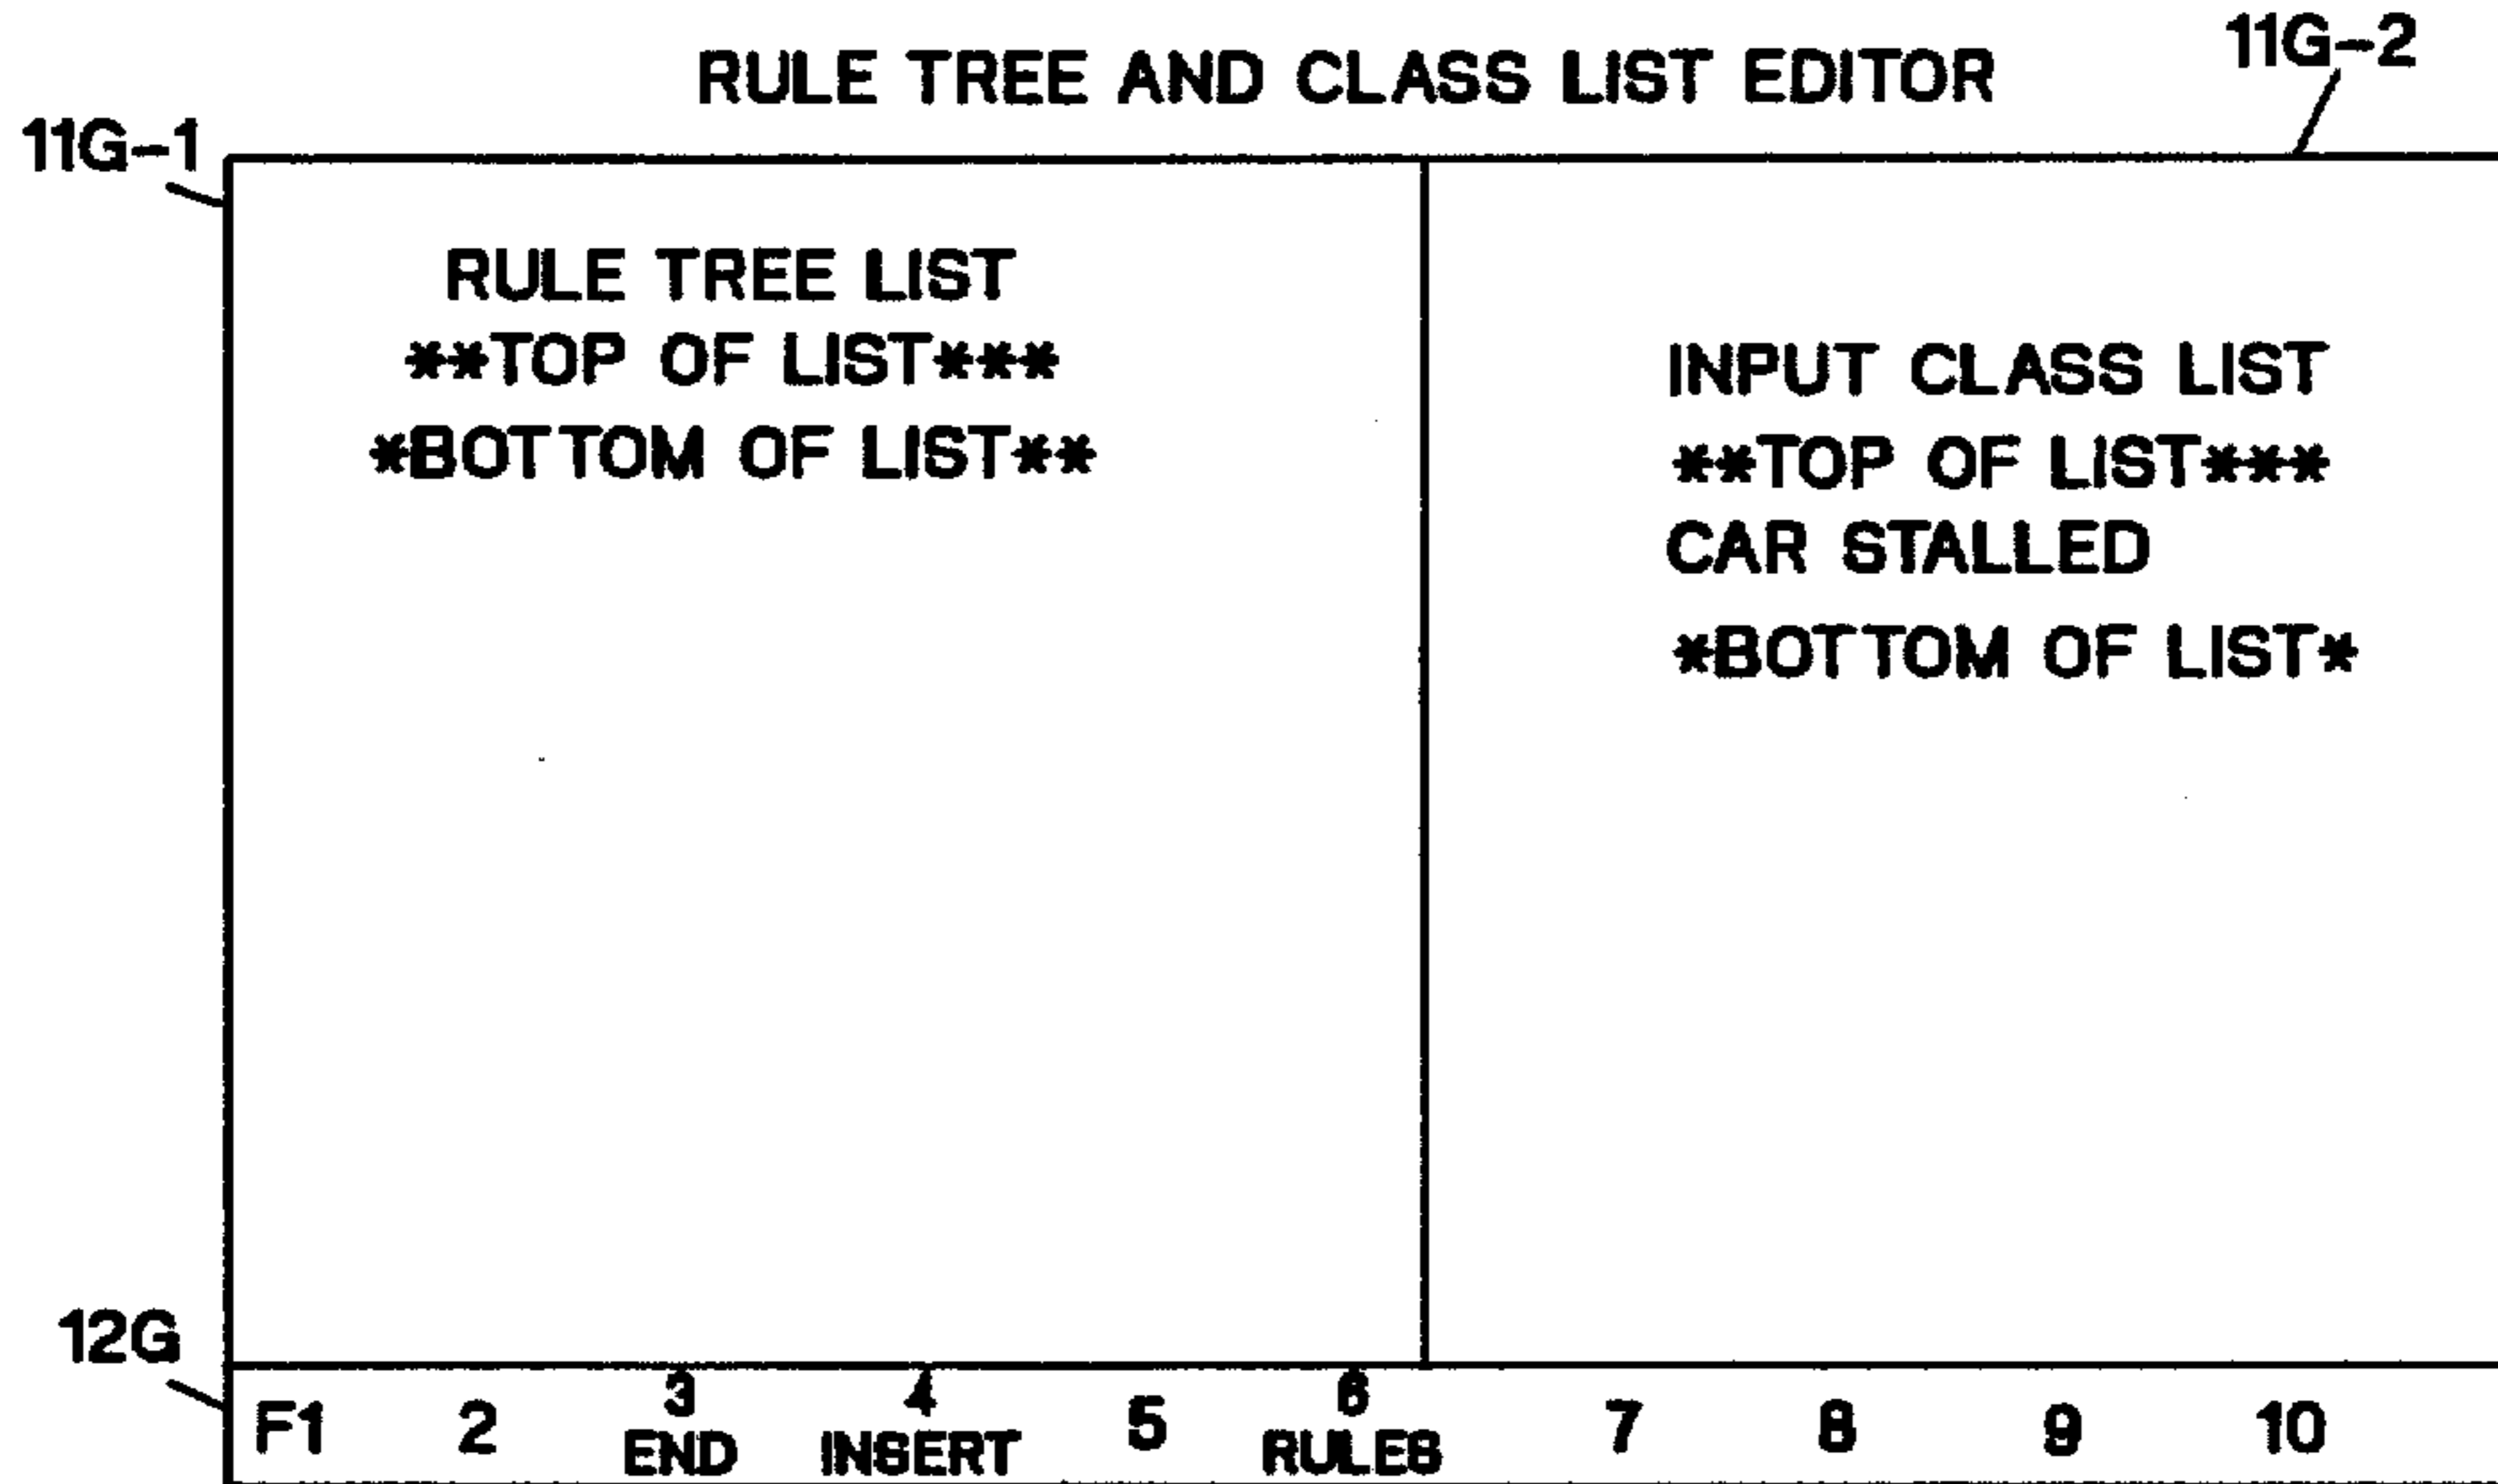 11G-2
RULE TREE AND CLASS LIST EDITOR
11G-1
RULE TREE LIST
**TOP OF LIST***
*BOTTOM OF LIST**
INPUT CLASS LIST
**TOP OF LIST***
CAR STALLED
*BOTTOM OF LIST*
12G
F1 2 3 4 5 6 7 8 9 10
END INSERT RULES